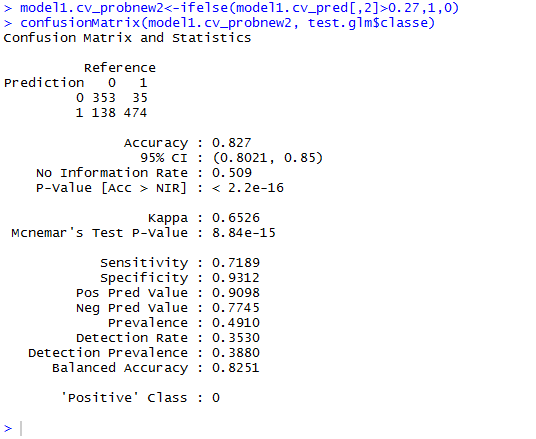 > model1.cv_probnew2<-ifelse(model1.cv_pred[,2]>0.27,1,0)
> confusionMatrix(model1.cv_probnew2, test.glm$classe)
Confusion Matrix and Statistics
Reference
Prediction 0 1
0 353 35
1 138 474
Accuracy : 0.827
95% CI : (0.8021, 0.85)
No Information Rate : 0.509
P-Value [Acc > NIR] : < 2.2e-16
Kappa : 0.6526
Mcnemar's Test P-Value : 8.84e-15
Sensitivity : 0.7189
Specificity : 0.9312
Pos Pred Value : 0.9098
Neg Pred Value : 0.7745
Prevalence : 0.4910
Detection Rate : 0.3530
Detection Prevalence : 0.3880
Balanced Accuracy : 0.8251
'Positive' Class : 0
>